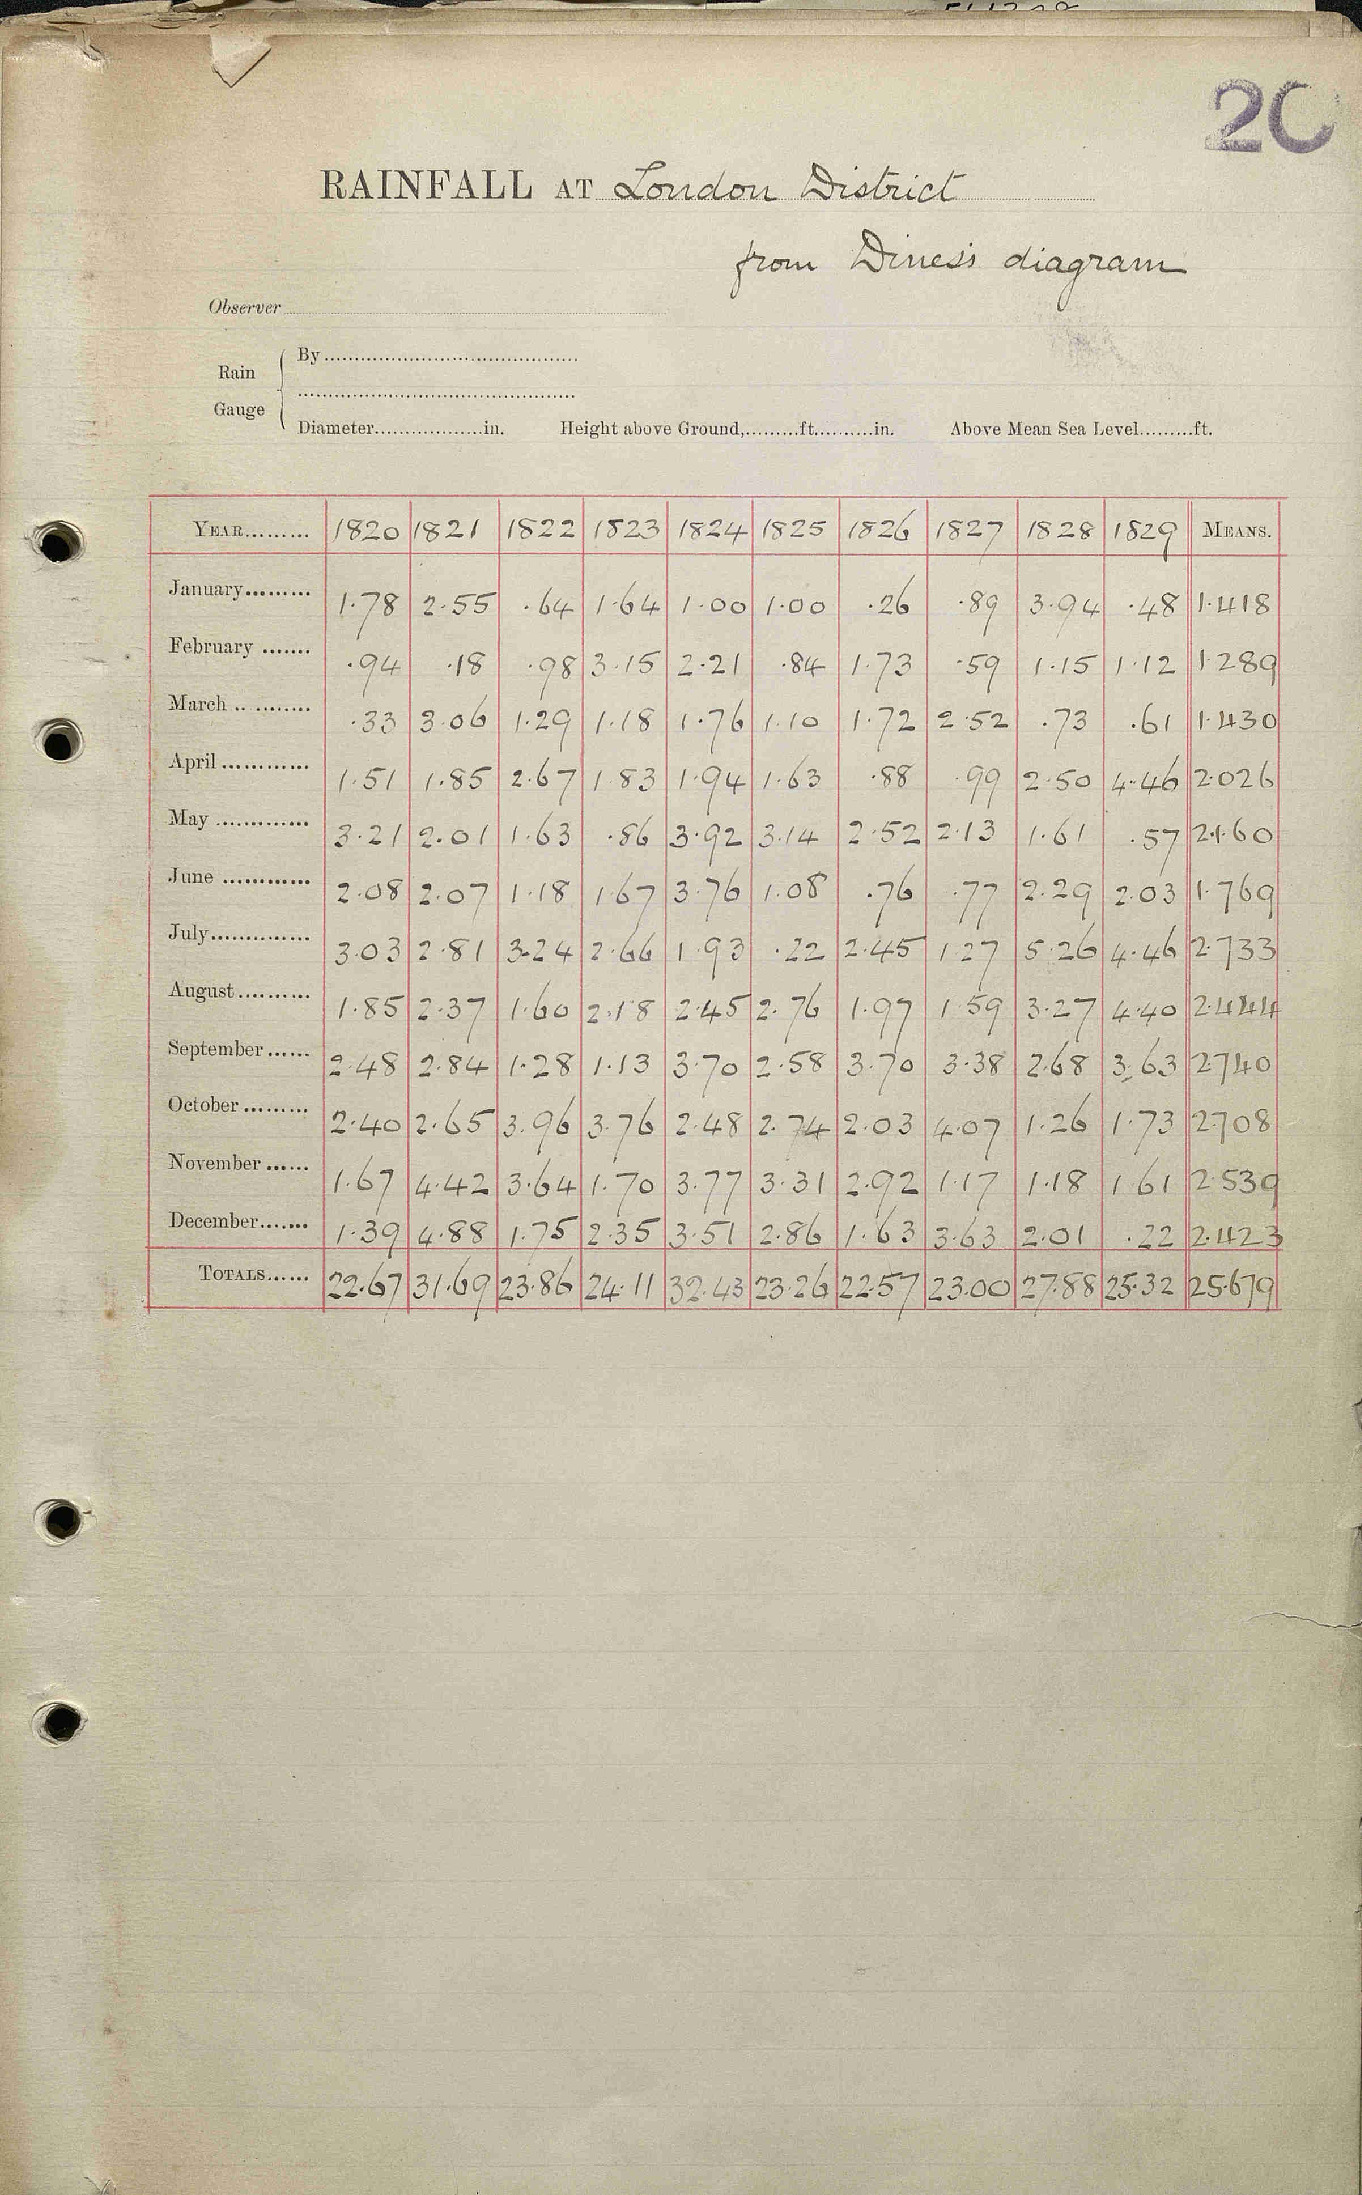 20
RAINFALL AT London District
from Dines's diagram
Observer
Rain Gauge
By
Diameter in. Height above Ground, ft. in. Above Mean Sea Level ft.
YEAR 1820 1821 1822 1823 1824 1825 1826 1827 1828 1829 MEANS.
January 1.78 2.55 .64 1.64 1.00 1.00 .26 .89 3.94 .48 1.418
February .94 .18 .98 3.15 2.21 .84 1.73 .59 1.15 1.12 1.289
March .33 3.06 1.29 1.18 1.76 1.10 1.72 2.52 .73 .61 1.430
April 1.51 1.85 2.67 1.83 1.94 1.63 .88 .99 2.50 4.46 2.026
May 3.21 2.01 1.63 .86 3.92 3.14 2.52 2.13 1.61 .57 2.160
June 2.08 2.07 1.18 1.67 3.76 1.08 .76 .77 2.29 2.03 1.769
July 3.03 2.81 3.24 2.66 1.93 .22 2.45 1.27 5.26 4.46 2.733
August 1.85 2.37 1.60 2.18 2.45 2.76 1.97 1.59 3.27 4.40 2.444
September 2.48 2.84 1.28 1.13 3.70 2.58 3.70 3.38 2.68 3.63 2.740
October 2.40 2.65 3.96 3.76 2.48 2.74 2.03 4.07 1.26 1.73 2.708
November 1.67 4.42 3.64 1.70 3.77 3.31 2.92 1.17 1.18 1.61 2.539
December 1.39 4.88 1.75 2.35 3.51 2.86 1.63 3.63 2.01 .22 2.423
TOTALS 22.67 31.69 23.86 24.11 32.43 23.26 22.57 23.00 27.88 25.32 25.679